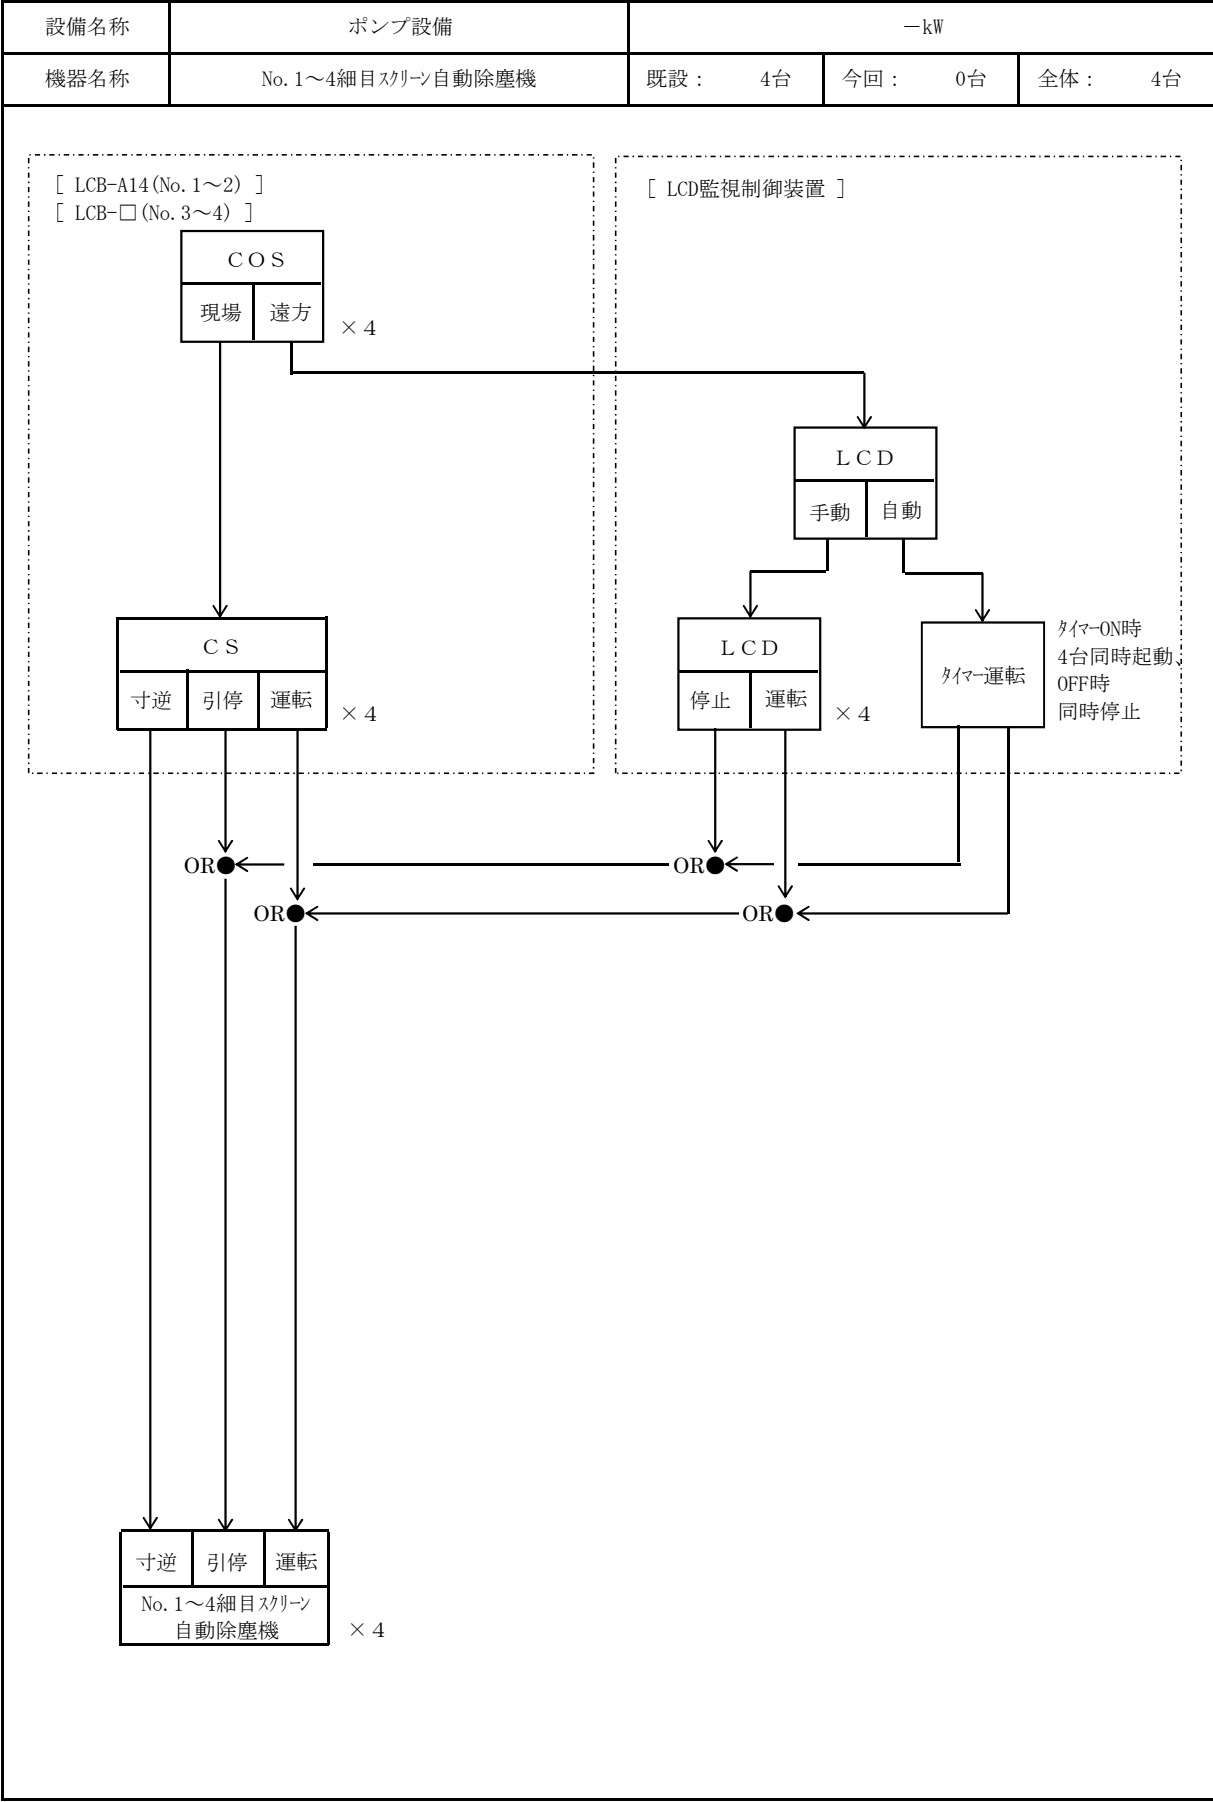 設備名称 ポンプ設備 －kW
機器名称 No.1～4細目ｽｸﾘｰﾝ自動除塵機 既設： 4台 今回： 0台 全体： 4台
[ LCB-A14(No.1～2) ]
[ LCB-□(No.3～4) ]
[ LCD監視制御装置 ]
ＣＯＳ
現場 遠方
×４
ＬＣＤ
手動 自動
ＣＳ
寸逆 引停 運転
×４
ＬＣＤ
停止 運転
×４
ﾀｲﾏｰ運転
ﾀｲﾏｰON時
4台同時起動、
OFF時
同時停止
OR
OR
OR
OR
寸逆 引停 運転
No.1～4細目ｽｸﾘｰﾝ
自動除塵機
×４